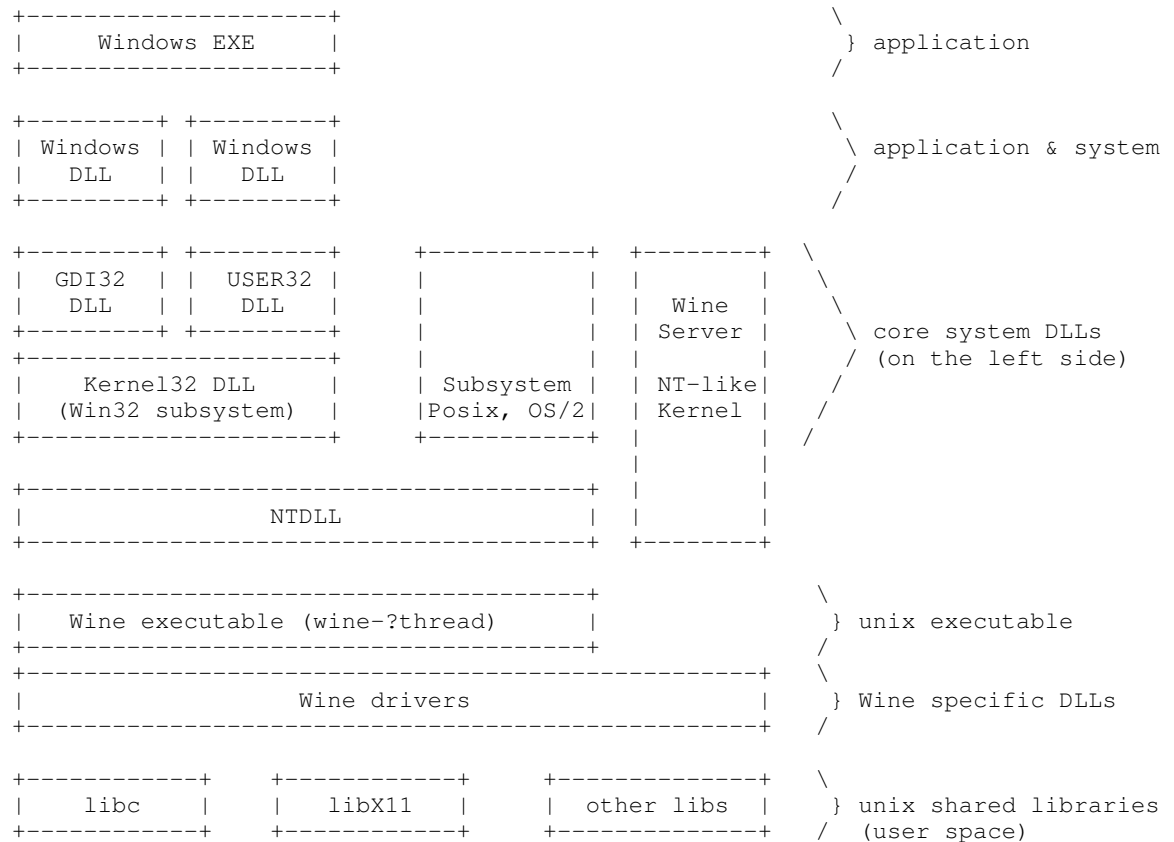 Windows EXE } application
Windows Windows application & system
DLL DLL
GDI32 USER32
DLL DLL Wine
Server core system DLLs
(on the left side)
Kernel32 DLL Subsystem NT-like
(Win32 subsystem) Posix, OS/2 Kernel
NTDLL
Wine executable (wine-?thread) } unix executable
Wine drivers } Wine specific DLLs
libc libX11 other libs } unix shared libraries
(user space)